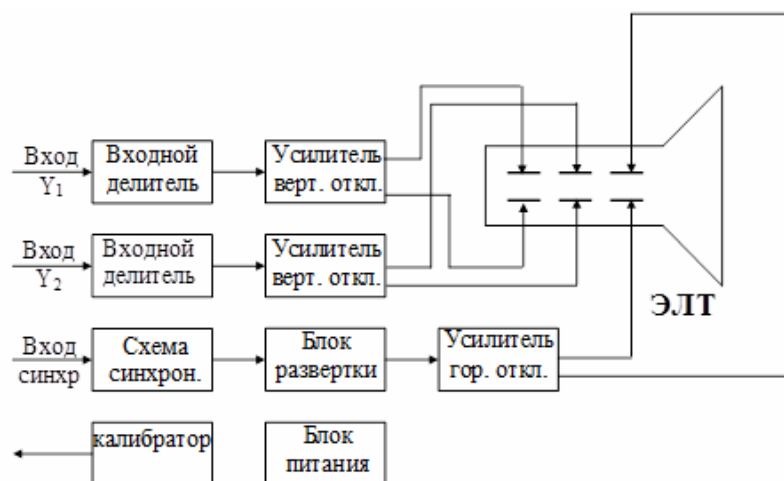 Вход
Y1
Входной
делитель
Усилитель
верт. откл.
Вход
Y2
Входной
делитель
Усилитель
верт. откл.
ЭЛТ
Вход
синхр
Схема
синхрон.
Блок
развертки
Усилитель
гор. откл.
калибратор
Блок
питания